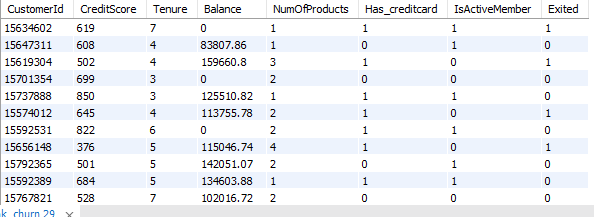 CustomerId CreditScore Tenure Balance NumOfProducts Has_creditcard IsActiveMember Exited
15634602 619 7 0 1 1 1 1
15647311 608 4 83807.86 1 0 1 0
15619304 502 4 159660.8 3 1 0 1
15701354 699 3 0 2 0 0 0
15737888 850 3 125510.82 1 1 1 0
15574012 645 4 113755.78 2 1 0 1
15592531 822 6 0 2 1 1 0
15656148 376 5 115046.74 4 1 0 1
15792365 501 5 142051.07 2 0 1 0
15592389 684 5 134603.88 1 1 1 0
15767821 528 7 102016.72 2 0 0 0